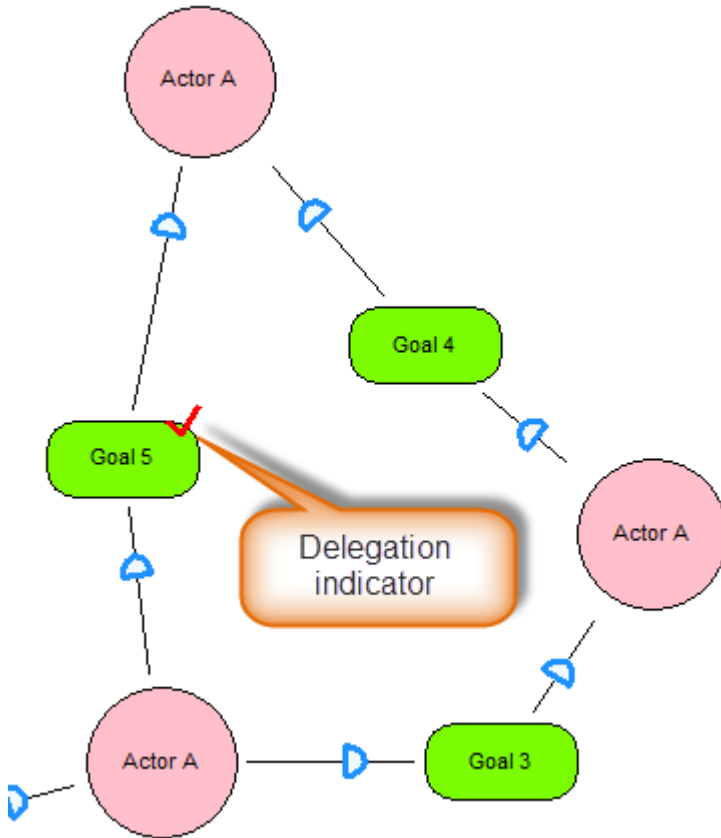 Actor A
Goal 4
Goal 5
Delegation
indicator
Actor A
Actor A
Goal 3